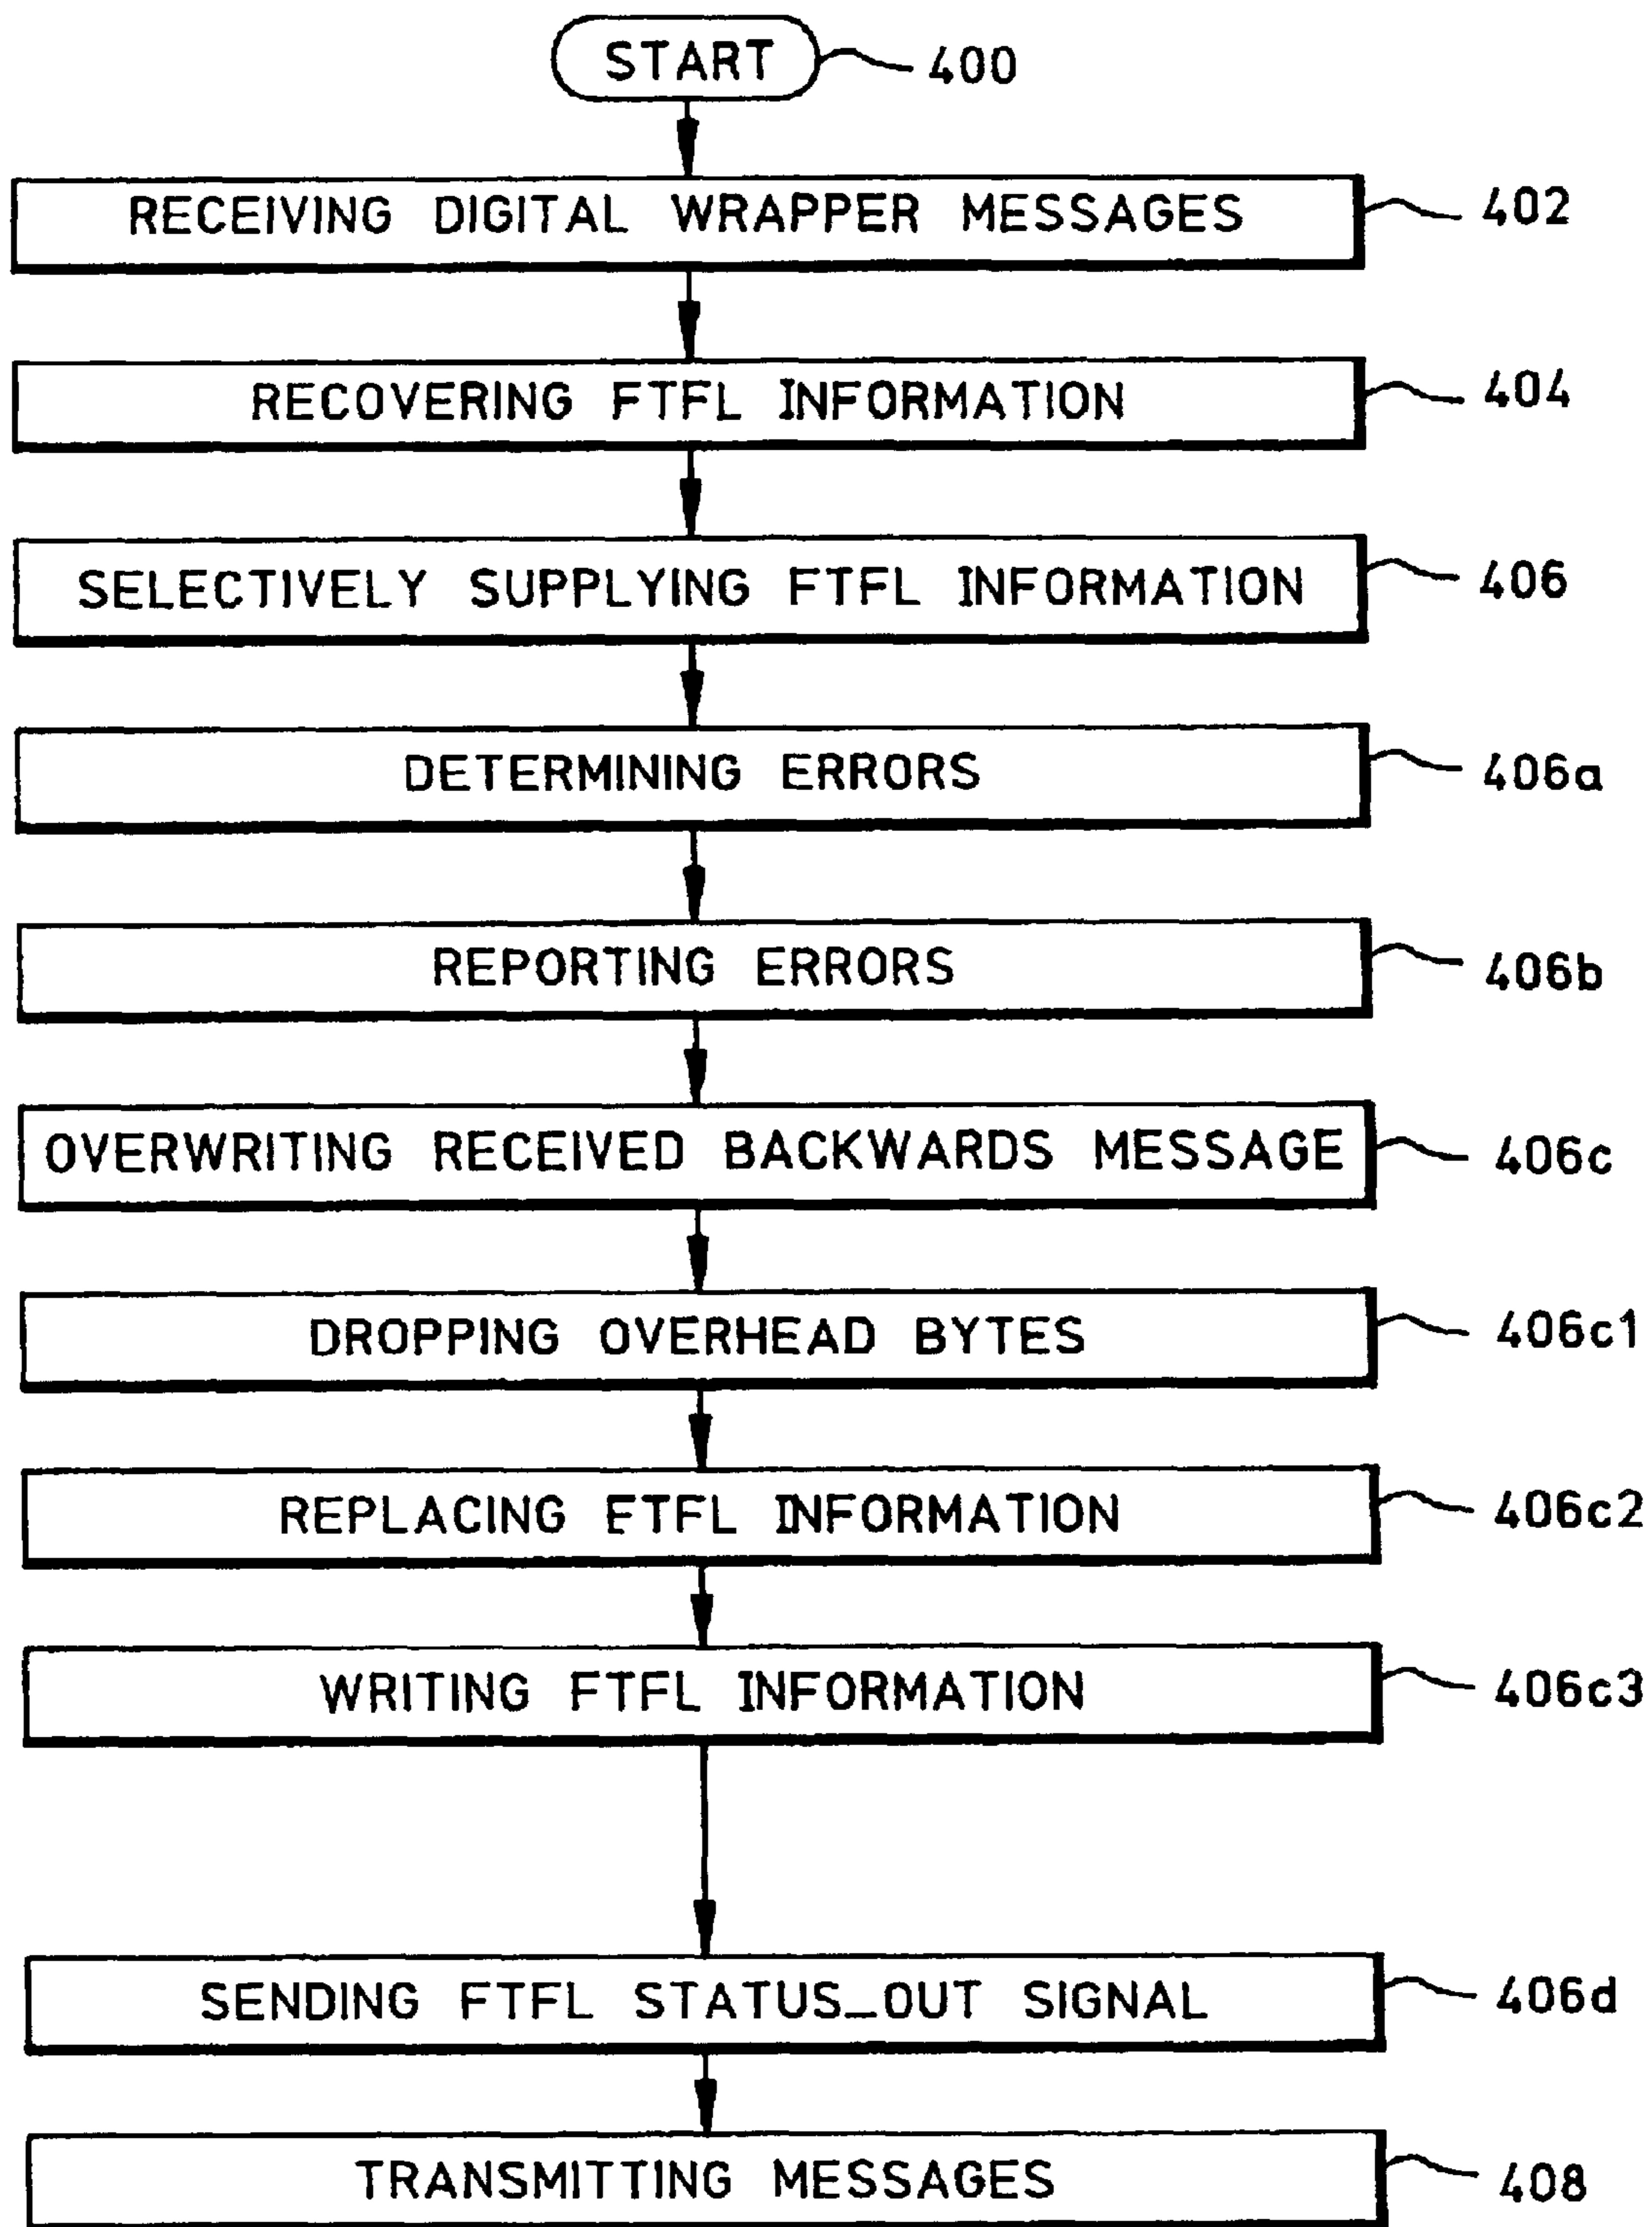 START 400
RECEIVING DIGITAL WRAPPER MESSAGES 402
RECOVERING FTFL INFORMATION 404
SELECTIVELY SUPPLYING FTFL INFORMATION 406
DETERMINING ERRORS 406a
REPORTING ERRORS 406b
OVERWRITING RECEIVED BACKWARDS MESSAGE 406c
DROPPING OVERHEAD BYTES 406c1
REPLACING FTFL INFORMATION 406c2
WRITING FTFL INFORMATION 406c3
SENDING FTFL STATUS_OUT SIGNAL 406d
TRANSMITTING MESSAGES 408